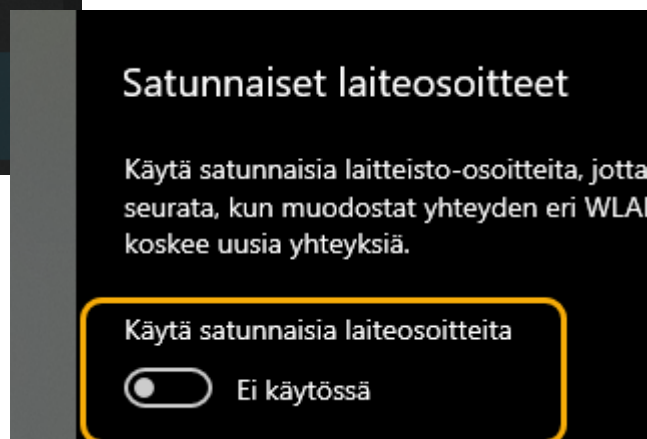 Satunnaiset laiteosoitteet
Käytä satunnaisia laitteisto-osoitteita, jotta
seurata, kun muodostat yhteyden eri
koskee uusia yhteyksiä.
Käytä satunnaisia laiteosoitteita
Ei käytössä